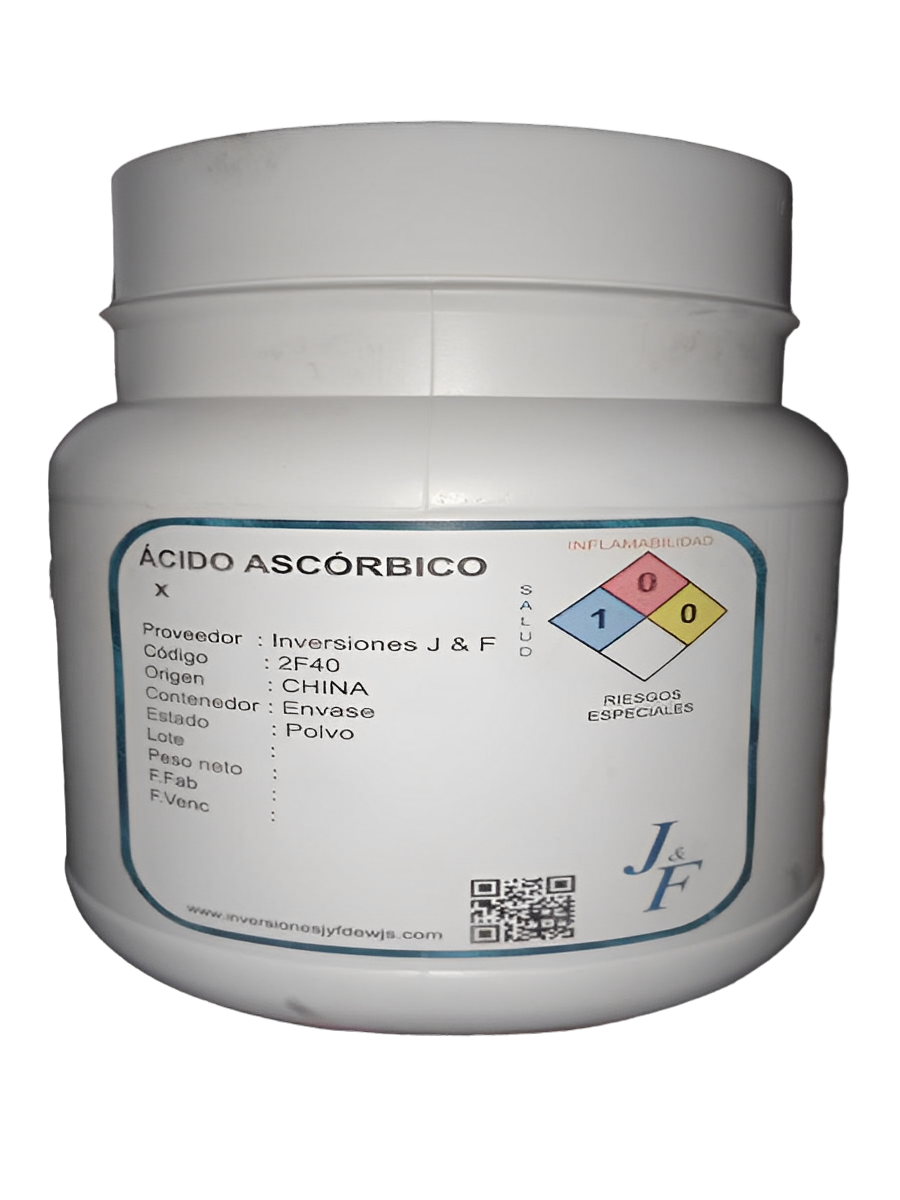 ÁCIDO ASCÓRBICO
x
Proveedor : Inversiones J & F
Código : 2F40
Origen : CHINA
Contenedor : Envase
Estado : Polvo
Lote :
Peso neto :
F.Fab :
F.Venc :
www.inversionesjyfdewjs.com
INFLAMABILIDAD
SALUD
0
1
0
RIESGOS
ESPECIALES
J & F